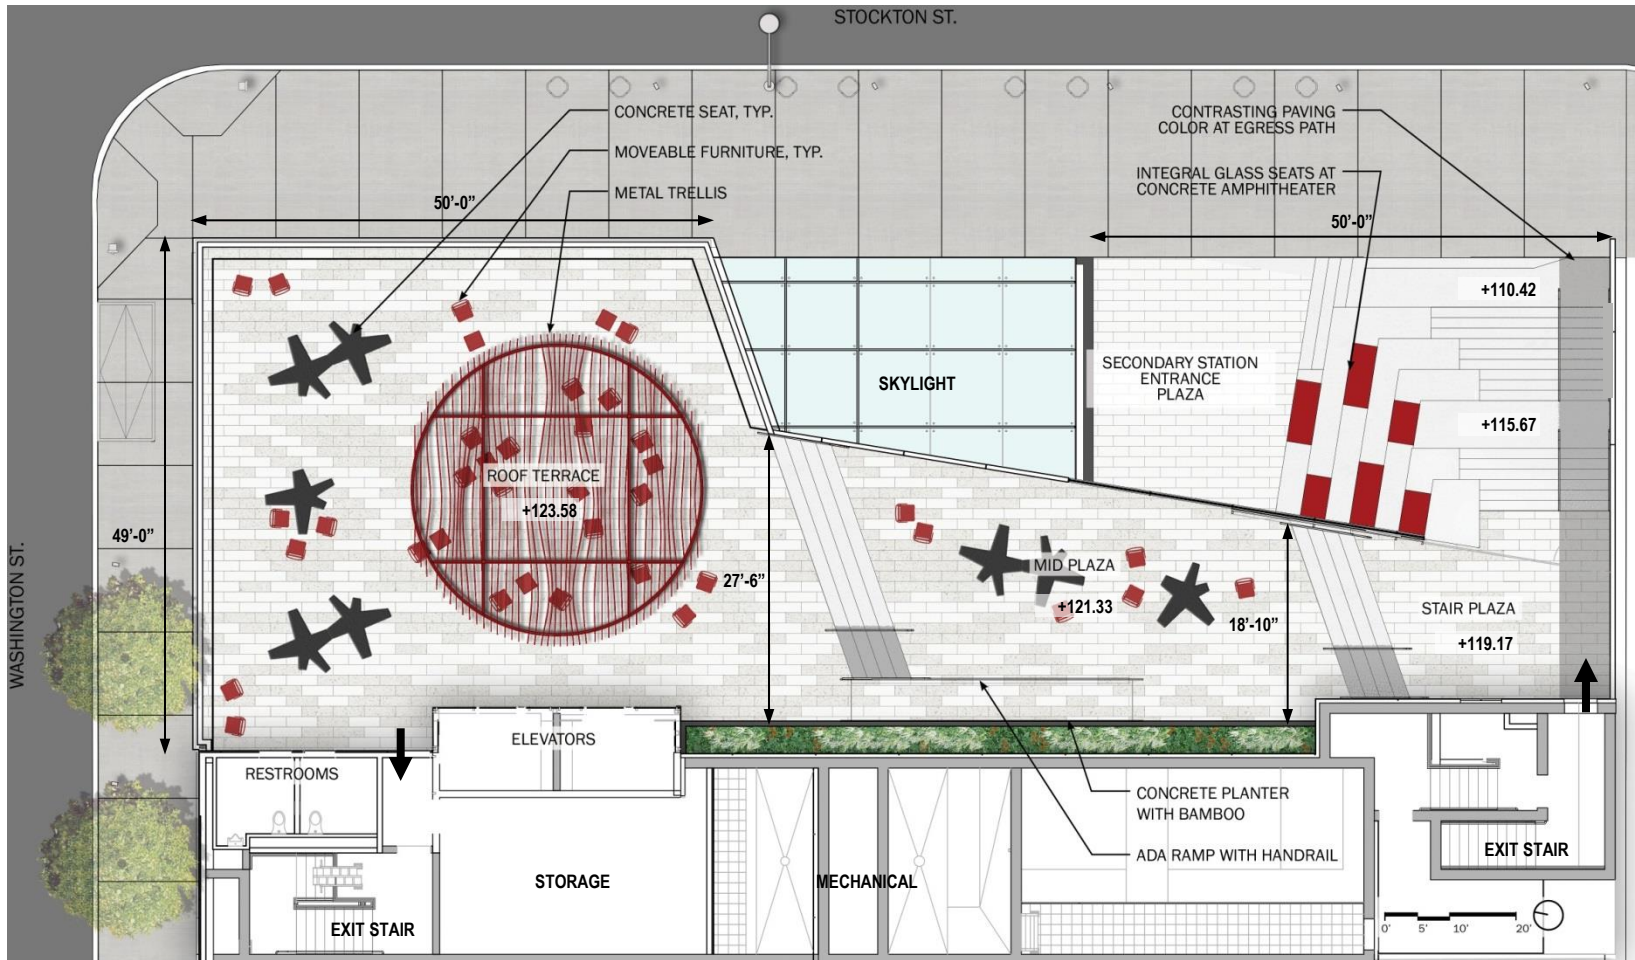 STOCKTON ST.
CONCRETE SEAT, TYP.
MOVEABLE FURNITURE, TYP.
METAL TRELLIS
50'-0"
CONTRASTING PAVING
COLOR AT EGRESS PATH
INTEGRAL GLASS SEATS AT
CONCRETE AMPHITHEATER
50'-0"
+110.42
SECONDARY STATION
ENTRANCE
PLAZA
SKYLIGHT
+115.67
ROOF TERRACE
+123.58
49'-0"
WASHINGTON ST.
27'-6"
MID PLAZA
+121.33
18'-10"
STAIR PLAZA
+119.17
ELEVATORS
RESTROOMS
CONCRETE PLANTER
WITH BAMBOO
ADA RAMP WITH HANDRAIL
EXIT STAIR
STORAGE
MECHANICAL
EXIT STAIR
0' 5' 10' 20'